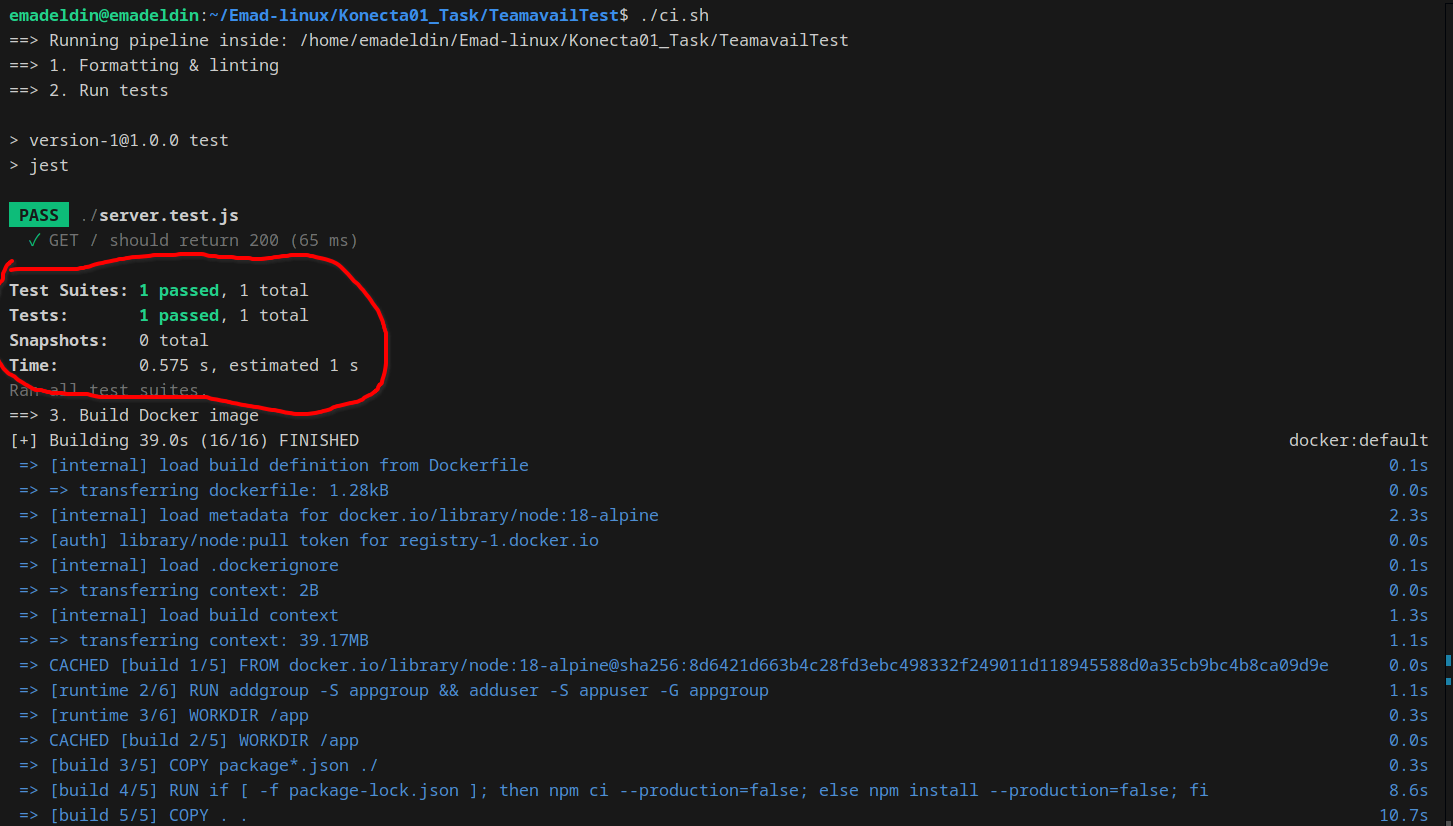 emadeldin@emadeldin:~/Emad-linux/Konecta01_Task/TeamavailTest$ ./ci.sh
==> Running pipeline inside: /home/emadeldin/Emad-linux/Konecta01_Task/TeamavailTest
==> 1. Formatting & linting
==> 2. Run tests
> version-1@1.0.0 test
> jest
PASS ./server.test.js
✓ GET / should return 200 (65 ms)
Test Suites: 1 passed, 1 total
Tests: 1 passed, 1 total
Snapshots: 0 total
Time: 0.575 s, estimated 1 s
Ran all test suites.
==> 3. Build Docker image
[+] Building 39.0s (16/16) FINISHED docker:default
=> [internal] load build definition from Dockerfile 0.1s
=> => transferring dockerfile: 1.28kB 0.0s
=> [internal] load metadata for docker.io/library/node:18-alpine 2.3s
=> [auth] library/node:pull token for registry-1.docker.io 0.0s
=> [internal] load .dockerignore 0.1s
=> => transferring context: 2B 0.0s
=> [internal] load build context 1.3s
=> => transferring context: 39.17MB 1.1s
=> CACHED [build 1/5] FROM docker.io/library/node:18-alpine@sha256:8d6421d663b4c28fd3ebc498332f249011d118945588d0a35cb9bc4b8ca09d9e 0.0s
=> [runtime 2/6] RUN addgroup -S appgroup && adduser -S appuser -G appgroup 1.1s
=> [runtime 3/6] WORKDIR /app 0.3s
=> CACHED [build 2/5] WORKDIR /app 0.0s
=> [build 3/5] COPY package*.json ./ 0.3s
=> [build 4/5] RUN if [ -f package-lock.json ]; then npm ci --production=false; else npm install --production=false; fi 8.6s
=> [build 5/5] COPY . . 10.7s